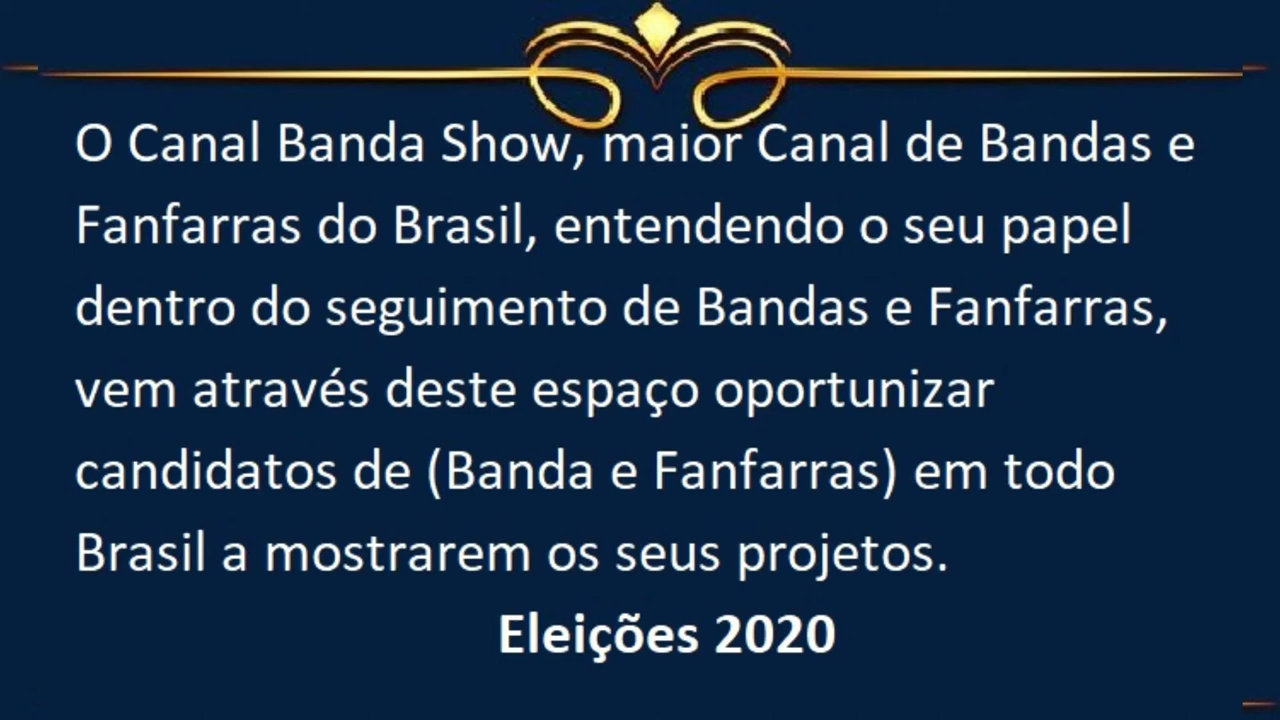 O Canal Banda Show, maior Canal de Bandas e
Fanfarras do Brasil, entendendo o seu papel
dentro do seguimento de Bandas e Fanfarras,
vem através deste espaço oportunizar
candidatos de (Banda e Fanfarras) em todo
Brasil a mostrarem os seus projetos.
Eleições 2020